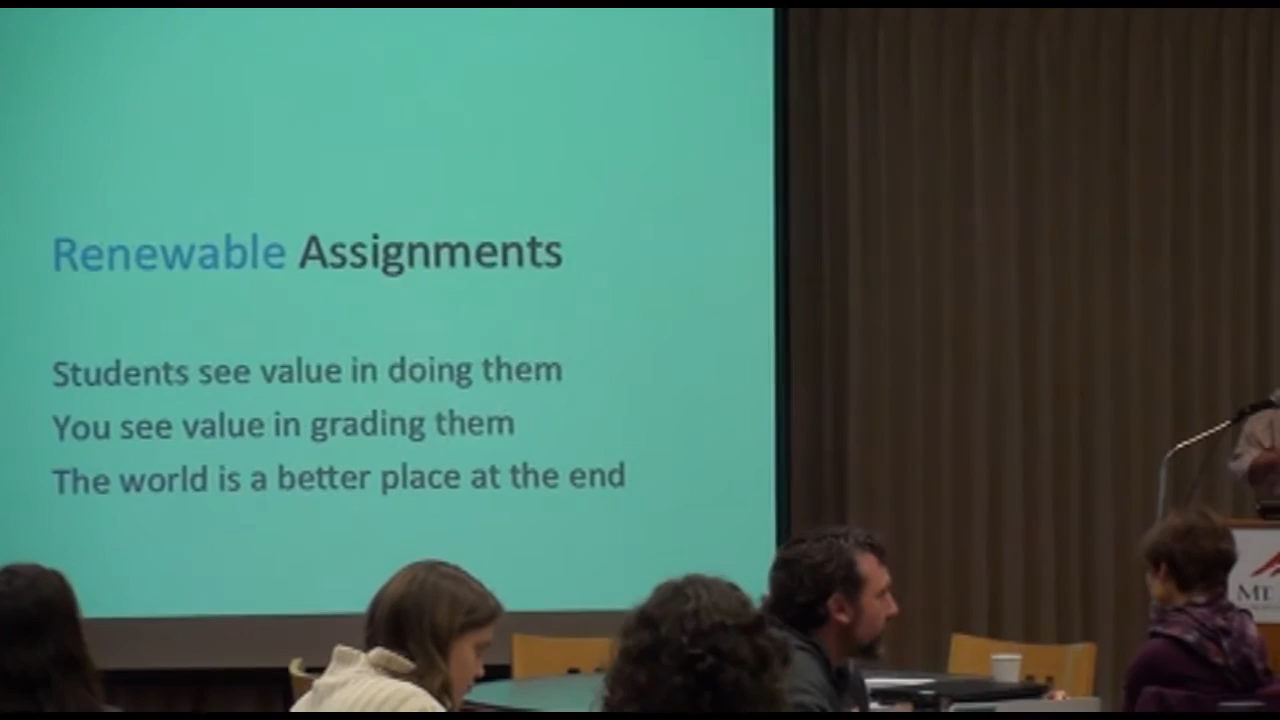 Renewable Assignments
Students see value in doing them
You see value in grading them
The world is a better place at the end